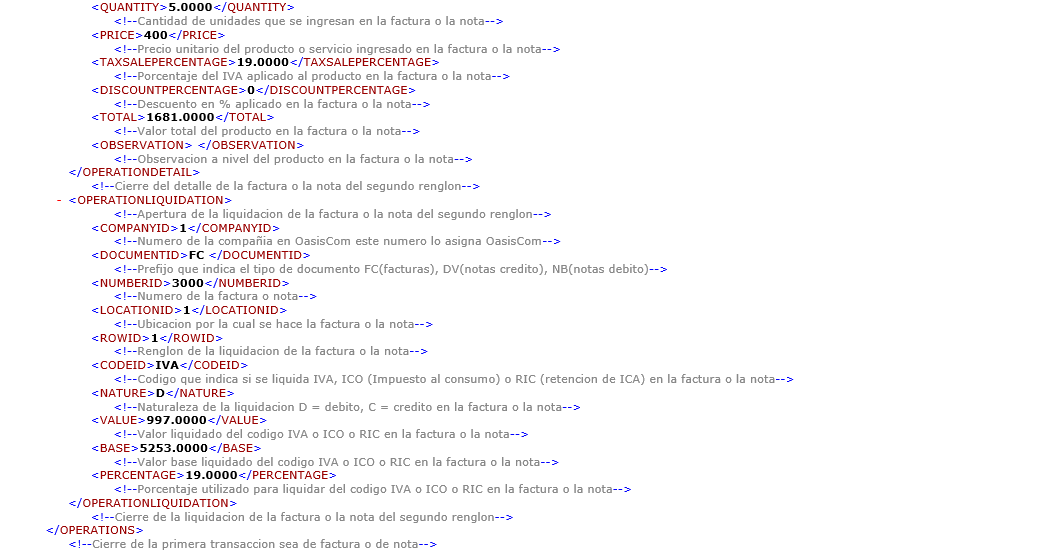 <QUANTITY>5.0000</QUANTITY>
<!--Cantidad de unidades que se ingresan en la factura o la nota-->
<PRICE>400</PRICE>
<!--Precio unitario del producto o servicio ingresado en la factura o la nota-->
<TAXSALEPERCENTAGE>19.0000</TAXSALEPERCENTAGE>
<!--Porcentaje del IVA aplicado al producto en la factura o la nota-->
<DISCOUNTPERCENTAGE>0</DISCOUNTPERCENTAGE>
<!--Descuento en % aplicado en la factura o la nota-->
<TOTAL>1681.0000</TOTAL>
<!--Valor total del producto en la factura o la nota-->
<OBSERVATION> </OBSERVATION>
<!--Observacion a nivel del producto en la factura o la nota-->
</OPERATIONDETAIL>
<!--Cierre del detalle de la factura o la nota del segundo renglon-->
- <OPERATIONLIQUIDATION>
<!--Apertura de la liquidacion de la factura o la nota del segundo renglon-->
<COMPANYID>1</COMPANYID>
<!--Numero de la compañia en OasisCom este numero lo asigna OasisCom-->
<DOCUMENTID>FC </DOCUMENTID>
<!--Prefijo que indica el tipo de documento FC(facturas), DV(notas credito), NB(notas debito)-->
<NUMBERID>3000</NUMBERID>
<!--Numero de la factura o nota-->
<LOCATIONID>1</LOCATIONID>
<!--Ubicacion por la cual se hace la factura o la nota-->
<ROWID>1</ROWID>
<!--Renglon de la liquidacion de la factura o la nota-->
<CODEID>IVA</CODEID>
<!--Codigo que indica si se liquida IVA, ICO (Impuesto al consumo) o RIC (retencion de ICA) en la factura o la nota-->
<NATURE>D</NATURE>
<!--Naturaleza de la liquidacion D = debito, C = credito en la factura o la nota-->
<VALUE>997.0000</VALUE>
<!--Valor liquidado del codigo IVA o ICO o RIC en la factura o la nota-->
<BASE>5253.0000</BASE>
<!--Valor base liquidado del codigo IVA o ICO o RIC en la factura o la nota-->
<PERCENTAGE>19.0000</PERCENTAGE>
<!--Porcentaje utilizado para liquidar del codigo IVA o ICO o RIC en la factura o la nota-->
</OPERATIONLIQUIDATION>
<!--Cierre de la liquidacion de la factura o la nota del segundo renglon-->
</OPERATIONS>
<!--Cierre de la primera transaccion sea de factura o de nota-->